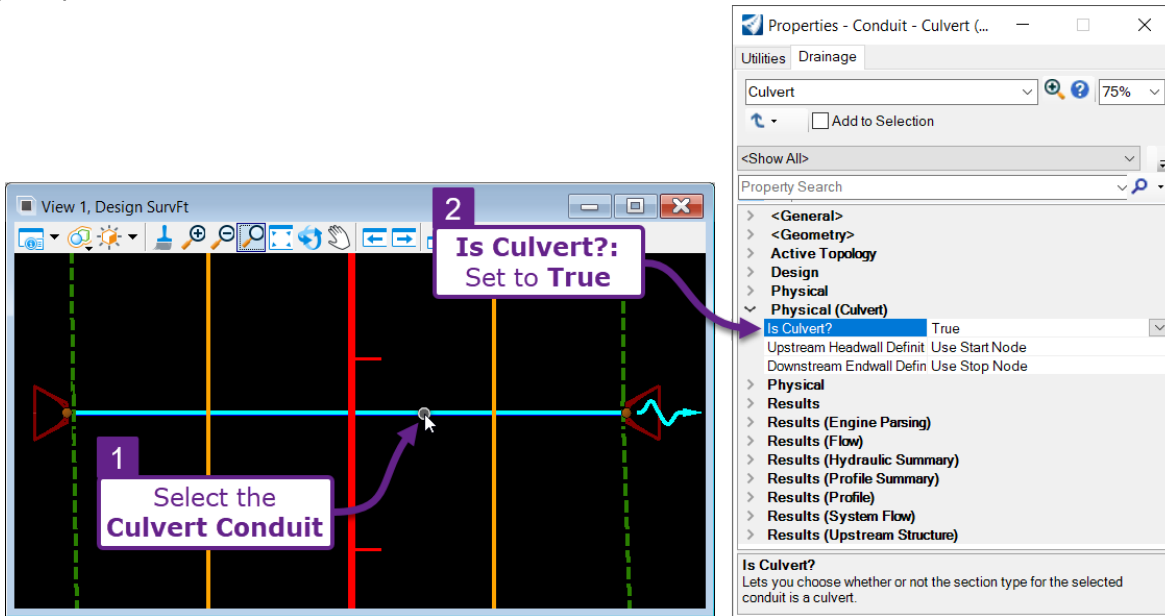 Properties - Conduit - Culvert (...
Utilities Drainage
Culvert
75%
Add to Selection
<Show All>
Property Search
<General>
<Geometry>
Active Topology
Design
Physical
Physical (Culvert)
Is Culvert? True
Upstream Headwall Definit Use Start Node
Downstream Endwall Defin Use Stop Node
Physical
Results
Results (Engine Parsing)
Results (Flow)
Results (Hydraulic Summary)
Results (Profile Summary)
Results (Profile)
Results (System Flow)
Results (Upstream Structure)
Is Culvert?
Lets you choose whether or not the section type for the selected
conduit is a culvert.
View 1, Design SurvFt
2
Is Culvert?:
Set to True
1
Select the
Culvert Conduit